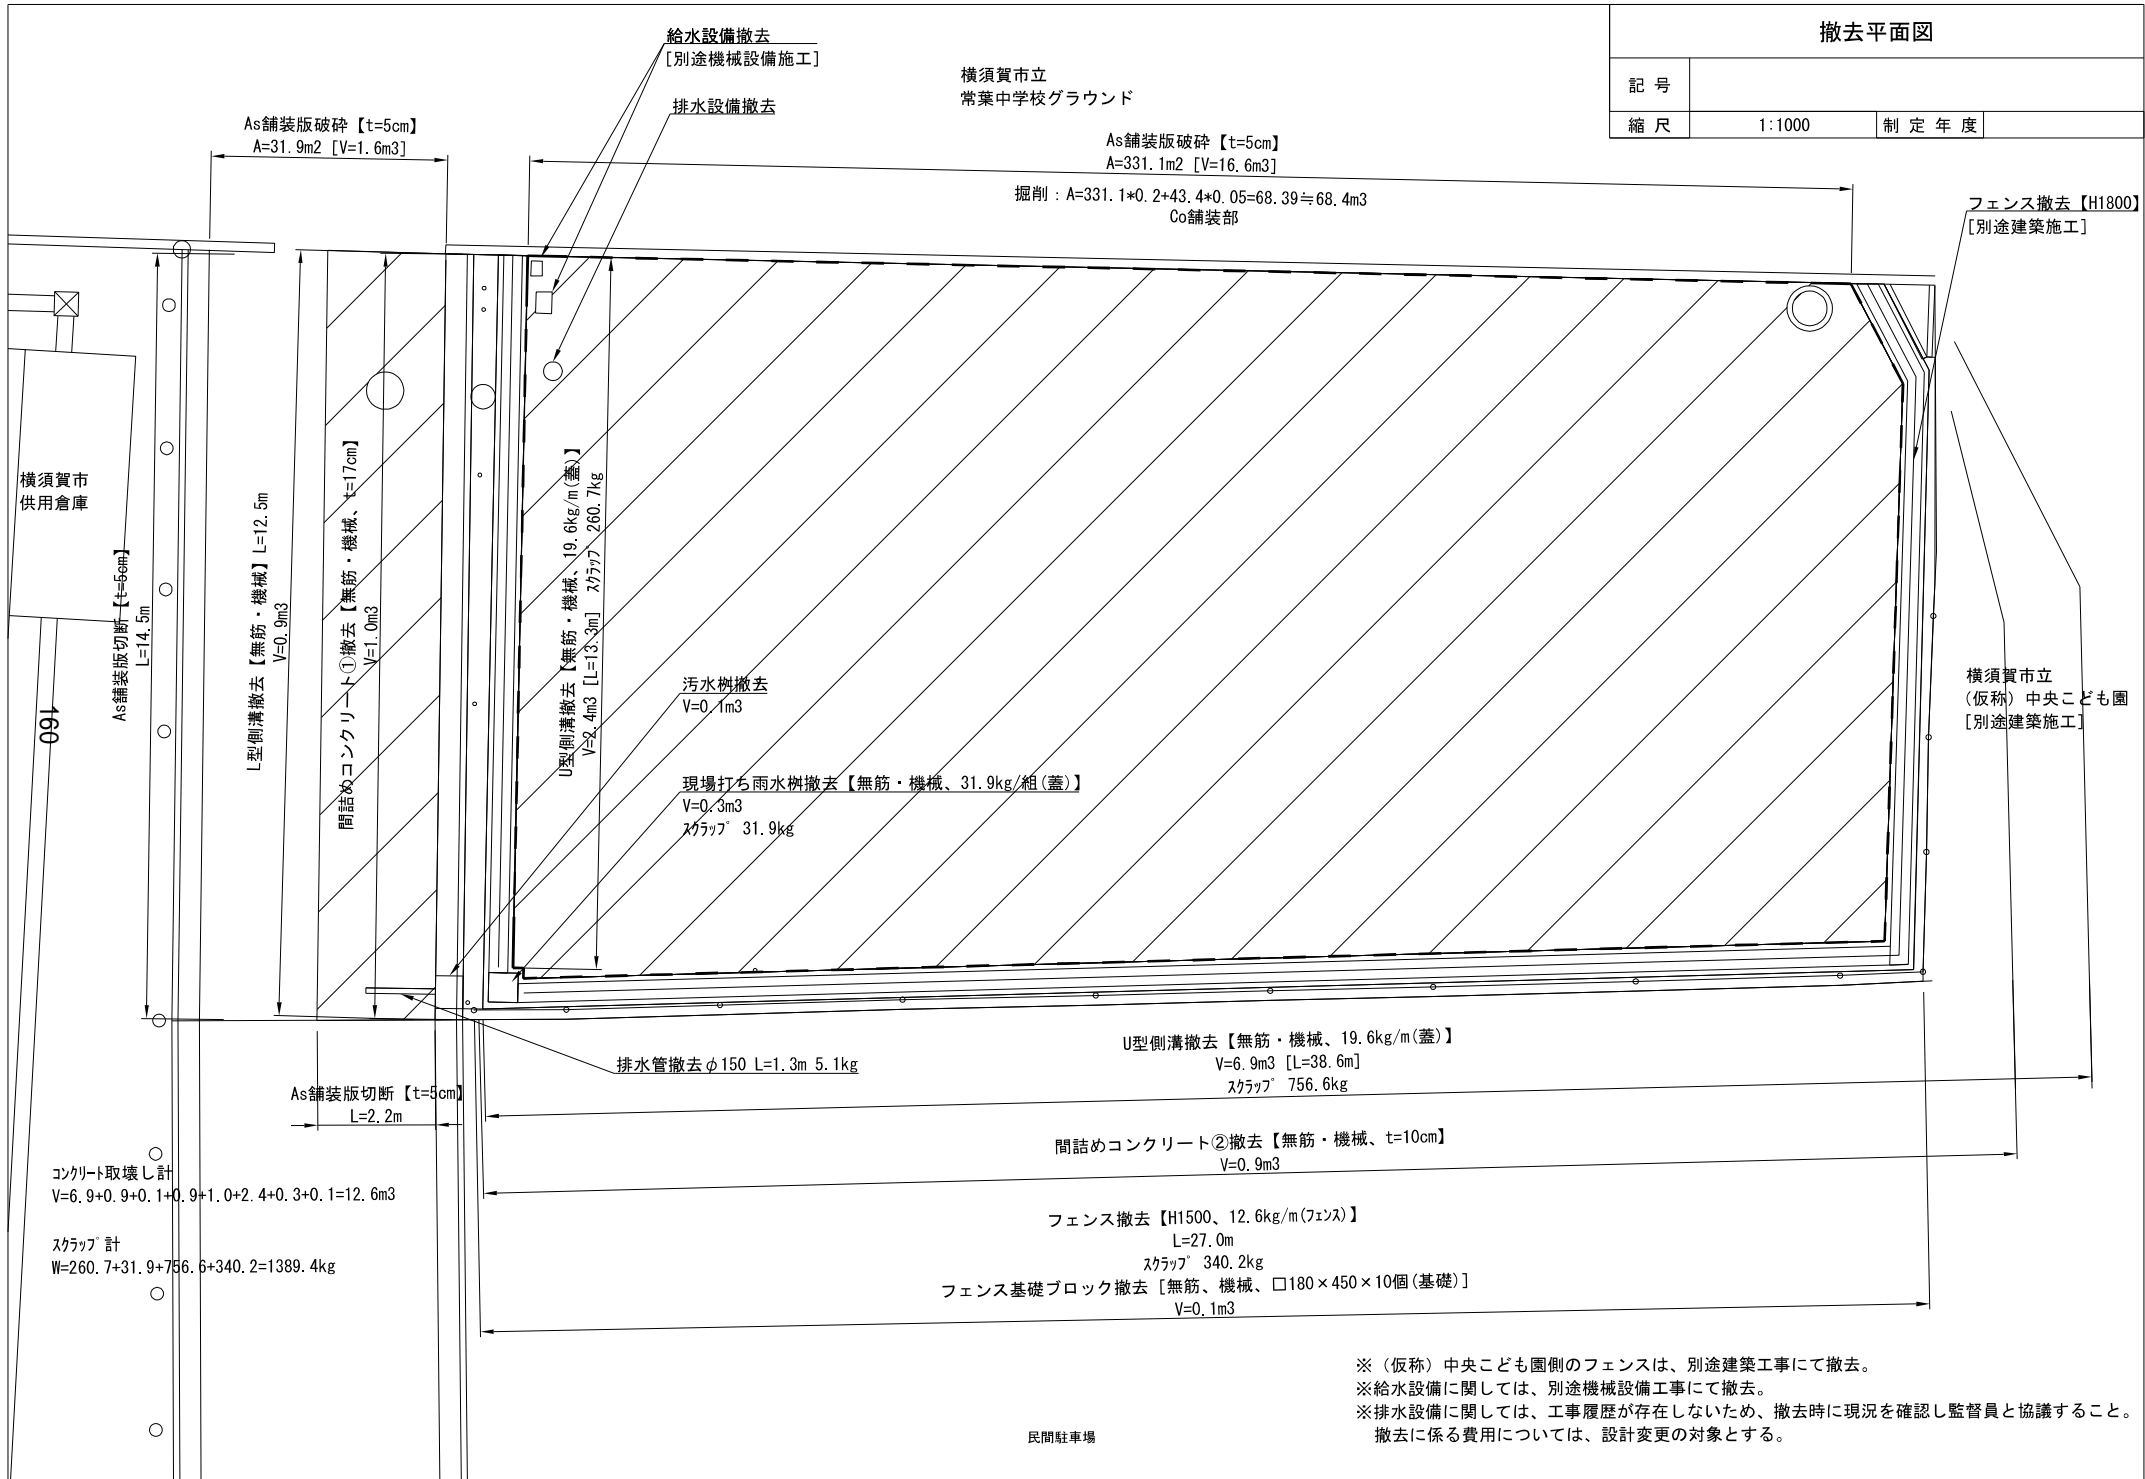 撤去平面図
記 号
縮 尺 1:1000 制 定 年 度
給水設備撤去
[別途機械設備施工]
排水設備撤去
横須賀市立
常葉中学校グラウンド
As舗装版破砕【t=5cm】
A=31.9m2 [V=1.6m3]
As舗装版破砕【t=5cm】
A=331.1m2 [V=16.6m3]
掘削：A=331.1*0.2+43.4*0.05=68.39≒68.4m3
Co舗装部
フェンス撤去【H1800】
[別途建築施工]
横須賀市
供用倉庫
160
As舗装版切断【t=5cm】
L=14.5m
L型側溝撤去【無筋・機械】L=12.5m
V=0.9m3
間詰めコンクリート①撤去【無筋・機械、t=17cm】
V=1.0m3
U型側溝撤去【無筋・機械、19.6kg/m(蓋)】
V=2.4m3 [L=13.3m] スクラップ 260.7kg
汚水桝撤去
V=0.1m3
現場打ち雨水桝撤去【無筋・機械、31.9kg/組(蓋)】
V=0.3m3
スクラップ 31.9kg
横須賀市立
(仮称) 中央こども園
[別途建築施工]
排水管撤去φ150 L=1.3m 5.1kg
As舗装版切断【t=5cm】
L=2.2m
U型側溝撤去【無筋・機械、19.6kg/m(蓋)】
V=6.9m3 [L=38.6m]
スクラップ 756.6kg
間詰めコンクリート②撤去【無筋・機械、t=10cm】
V=0.9m3
コンクリート取壊し計
V=6.9+0.9+0.1+0.9+1.0+2.4+0.3+0.1=12.6m3
スクラップ計
W=260.7+31.9+756.6+340.2=1389.4kg
フェンス撤去【H1500、12.6kg/m(フェンス)】
L=27.0m
スクラップ 340.2kg
フェンス基礎ブロック撤去 [無筋、機械、□180×450×10個(基礎)]
V=0.1m3
※（仮称）中央こども園側のフェンスは、別途建築工事にて撤去。
※給水設備に関しては、別途機械設備工事にて撤去。
※排水設備に関しては、工事履歴が存在しないため、撤去時に現況を確認し監督員と協議すること。
撤去に係る費用については、設計変更の対象とする。
民間駐車場